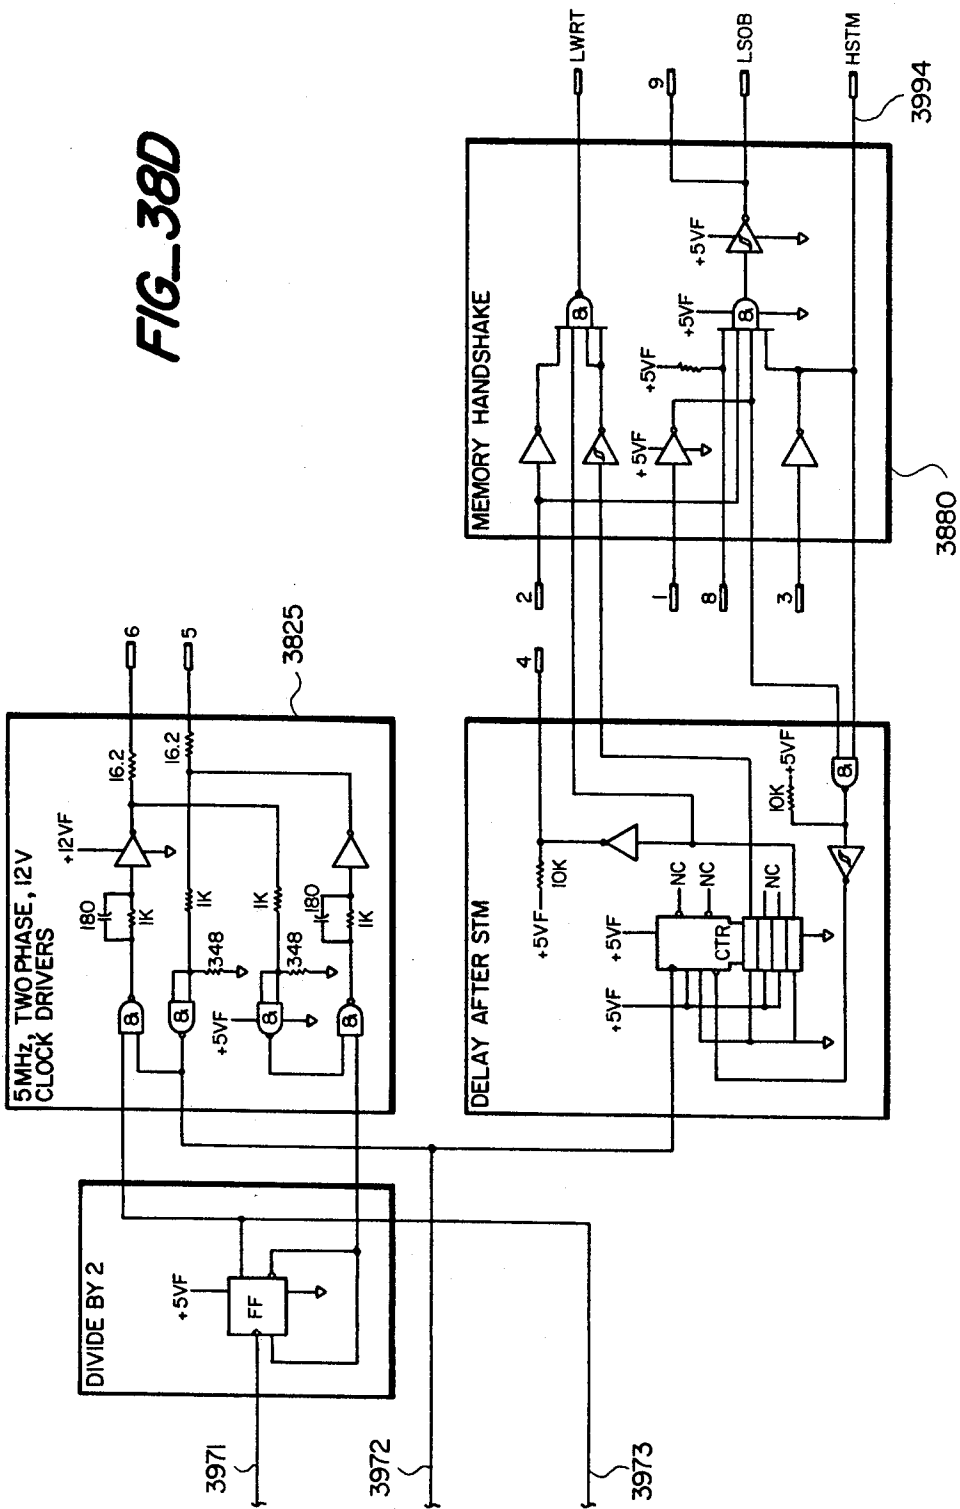 FIG_38D
DIVIDE BY 2
+5VF
FF
3971
3972
3973
5MHz, TWO PHASE, 12V
CLOCK DRIVERS
+12VF
180
1K
16.2
6
&
&
348
1K
16.2
5
+5VF
&
348
1K
&
180
1K
3825
DELAY AFTER STM
+5VF
10K
4
+5VF
+5VF
CTR
NC
NC
NC
10K
+5VF
&
MEMORY HANDSHAKE
2
1
8
3
+5VF
+5VF
&
+5VF
&
+5VF
LWRT
9
LSOB
HSTM
3994
3880